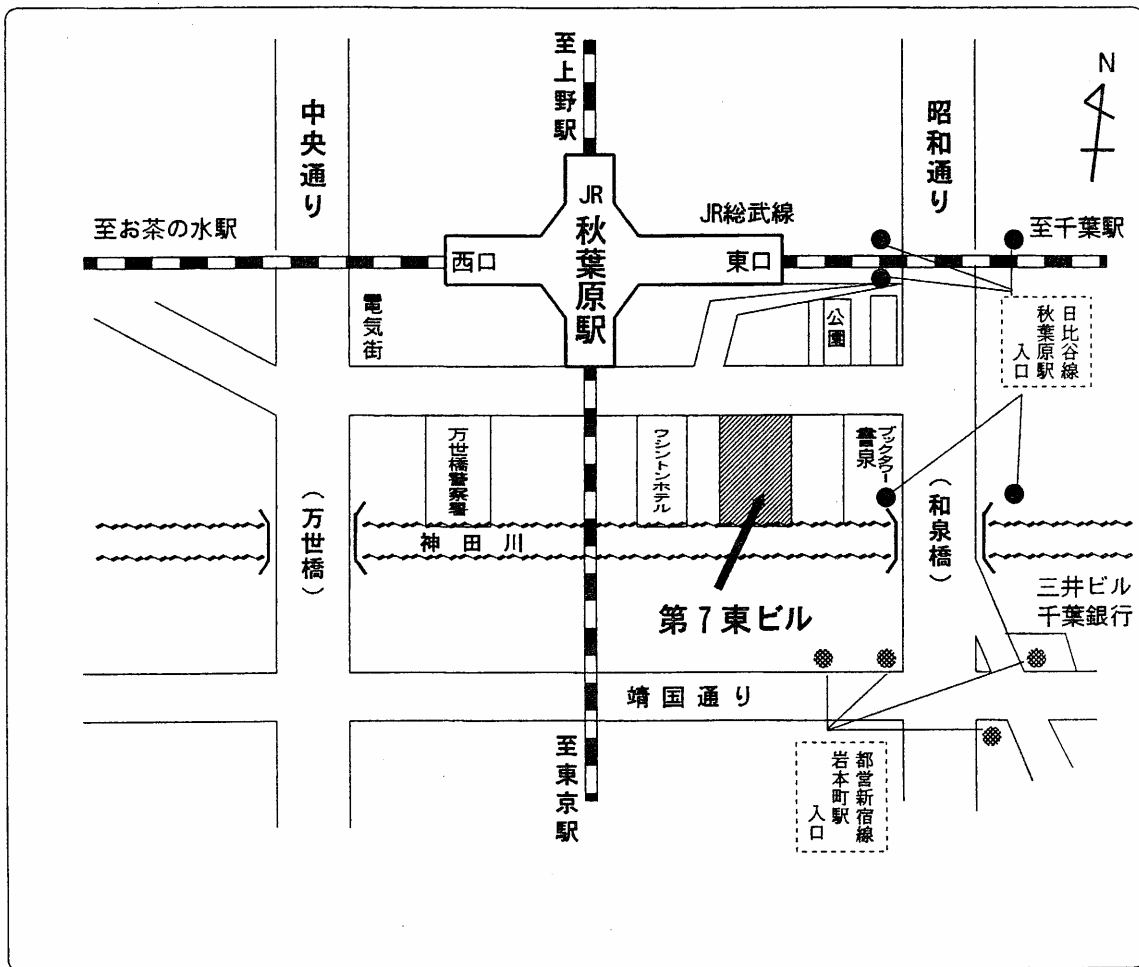 至上野駅
N
中央通り
昭和通り
JR
秋葉原駅
JR総武線
至お茶の水駅
至千葉駅
西口
東口
電気街
公園
日比谷線
秋葉原駅
入口
万世橋警察署
ワシントンホテル
ブックタワー
書泉
(万世橋)
(和泉橋)
神田川
三井ビル
千葉銀行
第7東ビル
靖国通り
至東京駅
都営新宿線
岩本町駅
入口